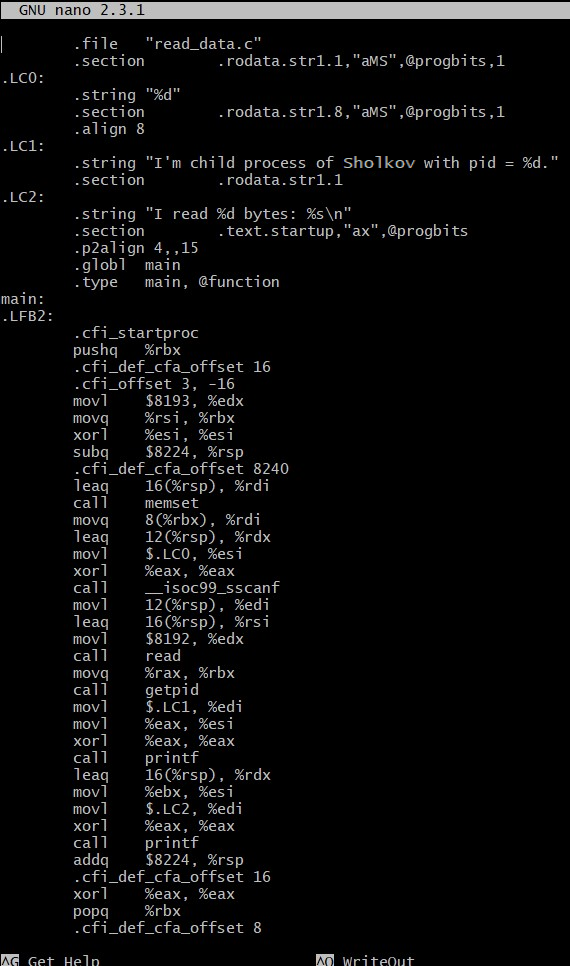 GNU nano 2.3.1
.file "read_data.c"
.section .rodata.str1.1,"aMS",@progbits,1
.LC0:
.string "%d"
.section .rodata.str1.8,"aMS",@progbits,1
.align 8
.LC1:
.string "I'm child process of Sholkov with pid = %d."
.section .rodata.str1.1
.LC2:
.string "I read %d bytes: %s\n"
.section .text.startup,"ax",@progbits
.p2align 4,,15
.globl main
.type main, @function
main:
.LFB2:
.cfi_startproc
pushq %rbx
.cfi_def_cfa_offset 16
.cfi_offset 3, -16
movl $8193, %edx
movq %rsi, %rbx
xorl %esi, %esi
subq $8224, %rsp
.cfi_def_cfa_offset 8240
leaq 16(%rsp), %rdi
call memset
movq 8(%rbx), %rdi
leaq 12(%rsp), %rdx
movl $.LC0, %esi
xorl %eax, %eax
call __isoc99_sscanf
movl 12(%rsp), %edi
leaq 16(%rsp), %rsi
movl $8192, %edx
call read
movq %rax, %rbx
call getpid
movl $.LC1, %edi
movl %eax, %esi
xorl %eax, %eax
call printf
leaq 16(%rsp), %rdx
movl %ebx, %esi
movl $.LC2, %edi
xorl %eax, %eax
call printf
addq $8224, %rsp
.cfi_def_cfa_offset 16
xorl %eax, %eax
popq %rbx
.cfi_def_cfa_offset 8
^G Get Help ^O WriteOut